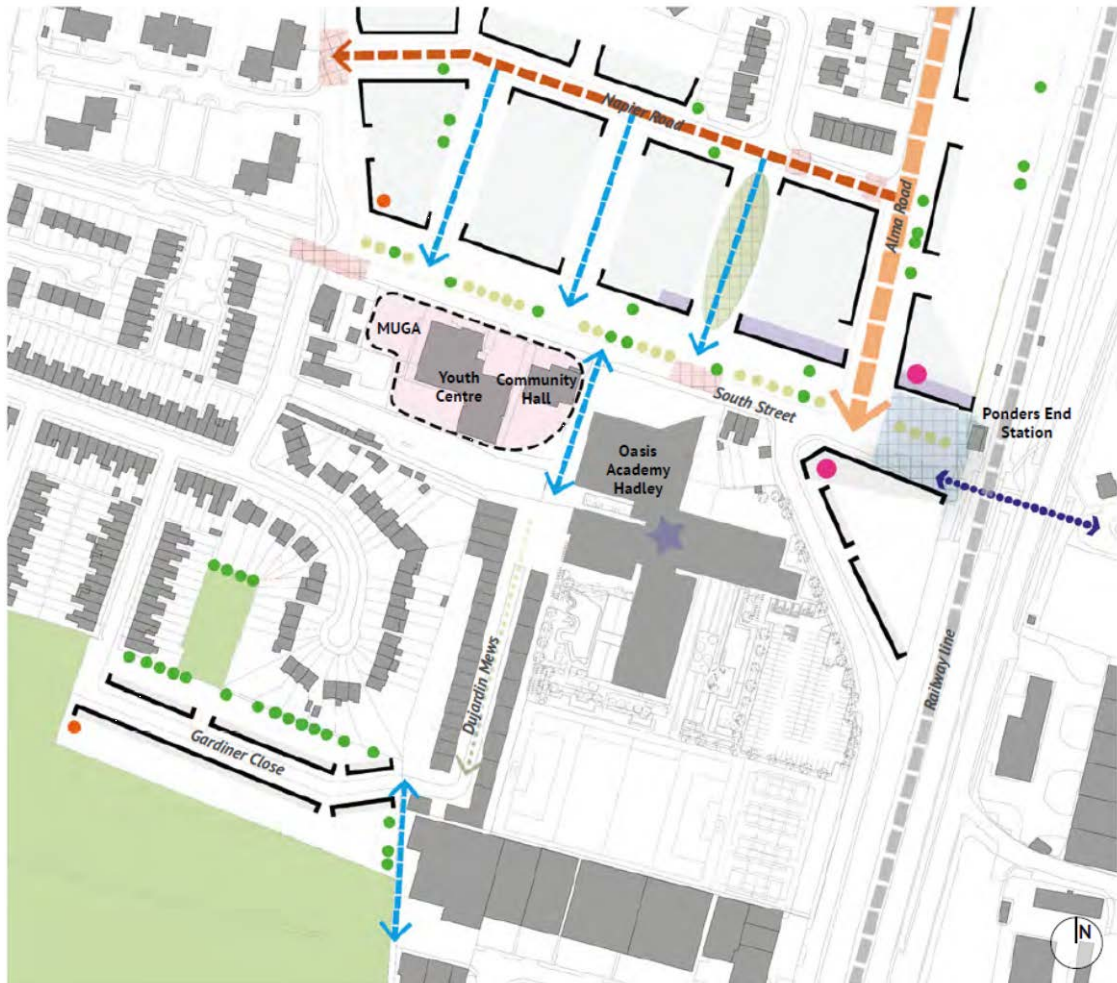 Napier Road
Alma Road
MUGA
Youth
Centre
Community
Hall
South Street
Ponders End
Station
Oasis
Academy
Hadley
Dujardin Mews
Railway line
Gardiner Close
N